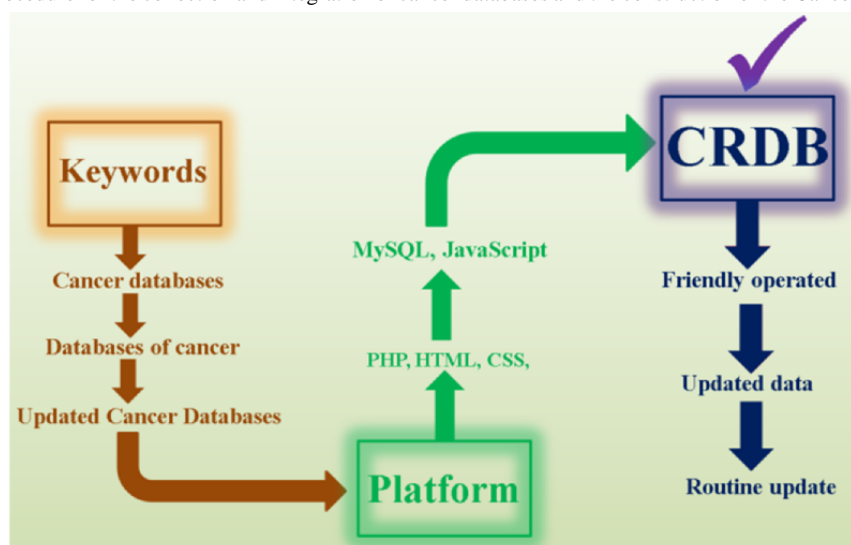 Keywords
Cancer databases
Databases of cancer
Updated Cancer Databases
Platform
PHP, HTML, CSS,
MySQL, JavaScript
CRDB
Friendly operated
Updated data
Routine update